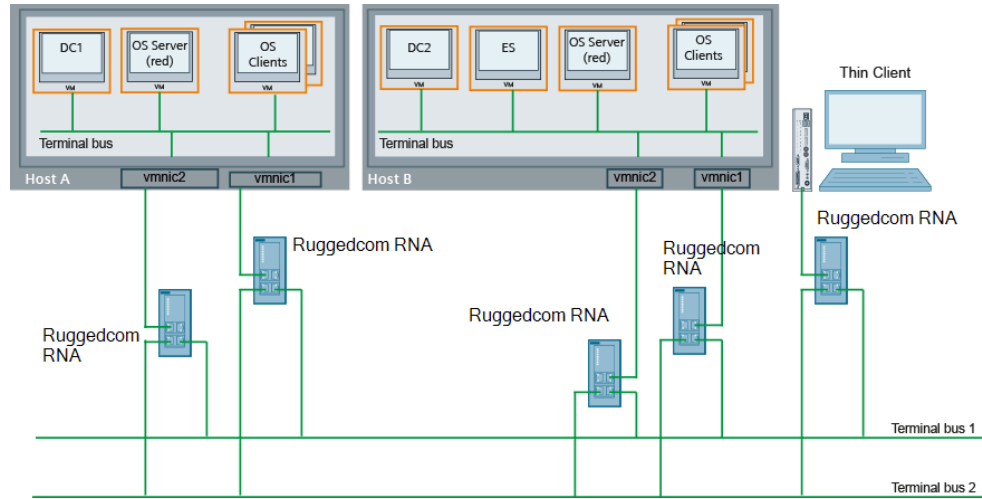 DC1
VM
OS Server
(red)
VM
OS
Clients
VM
Terminal bus
Host A
vmnic2
vmnic1
DC2
VM
ES
VM
OS Server
(red)
VM
OS
Clients
VM
Terminal bus
Host B
vmnic2
vmnic1
Thin Client
Ruggedcom RNA
Ruggedcom
RNA
Ruggedcom RNA
Ruggedcom
RNA
Ruggedcom RNA
Terminal bus 1
Terminal bus 2